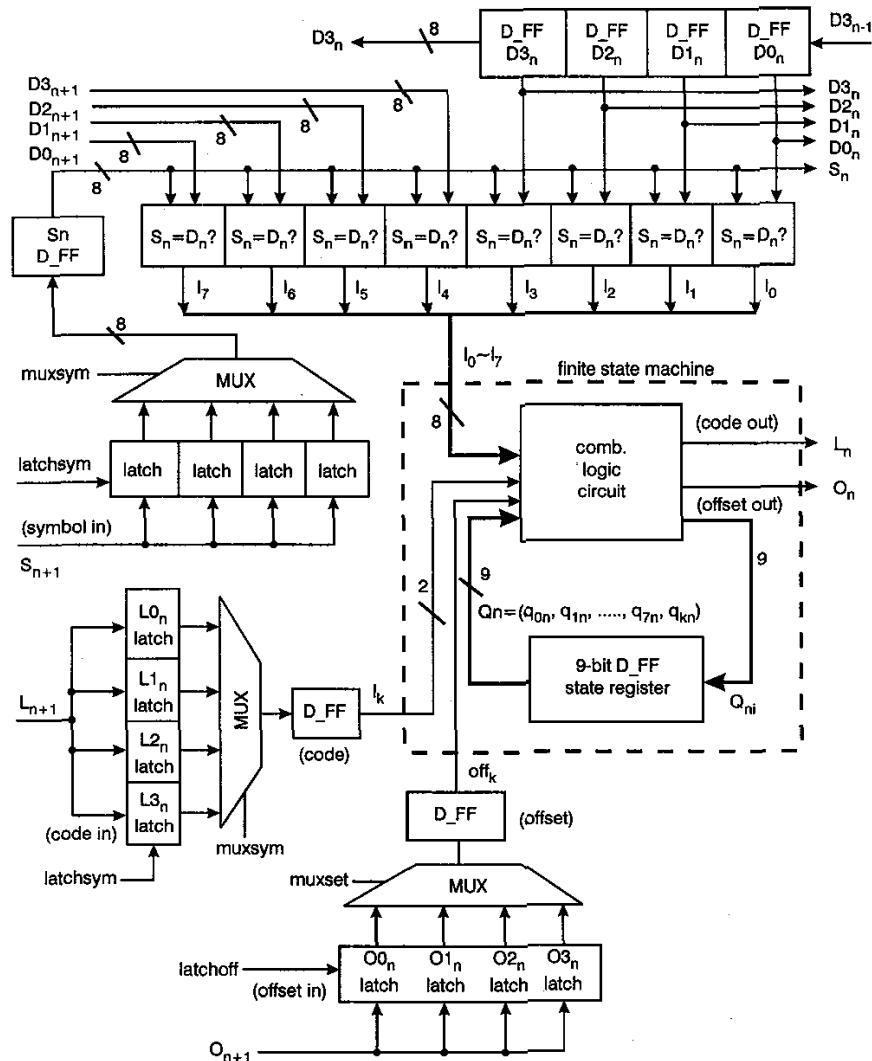 D3n
8
D_FF D_FF D_FF D_FF
D3n D2n D1n D0n
D3n-1
D3n+1
D2n+1
D1n+1
D0n+1
8
8
8
8
8
D3n
D2n
D1n
D0n
Sn
Sn
D_FF
Sn=Dn? Sn=Dn? Sn=Dn? Sn=Dn? Sn=Dn? Sn=Dn? Sn=Dn? Sn=Dn?
I7 I6 I5 I4 I3 I2 I1 I0
8
muxsym
MUX
I0~I7
8
finite state machine
latchsym
latch latch latch latch
(symbol in)
Sn+1
comb.
logic
circuit
(code out)
Ln
On
(offset out)
2
9
9
Qn=(q0n, q1n, ....., q7n, qkn)
9-bit D_FF
state register
Qni
Ln+1
L0n
latch
L1n
latch
L2n
latch
L3n
latch
(code in)
latchsym
MUX
muxsym
D_FF
(code)
Ik
offk
D_FF
(offset)
muxset
MUX
latchoff
(offset in)
O0n O1n O2n O3n
latch latch latch latch
On+1